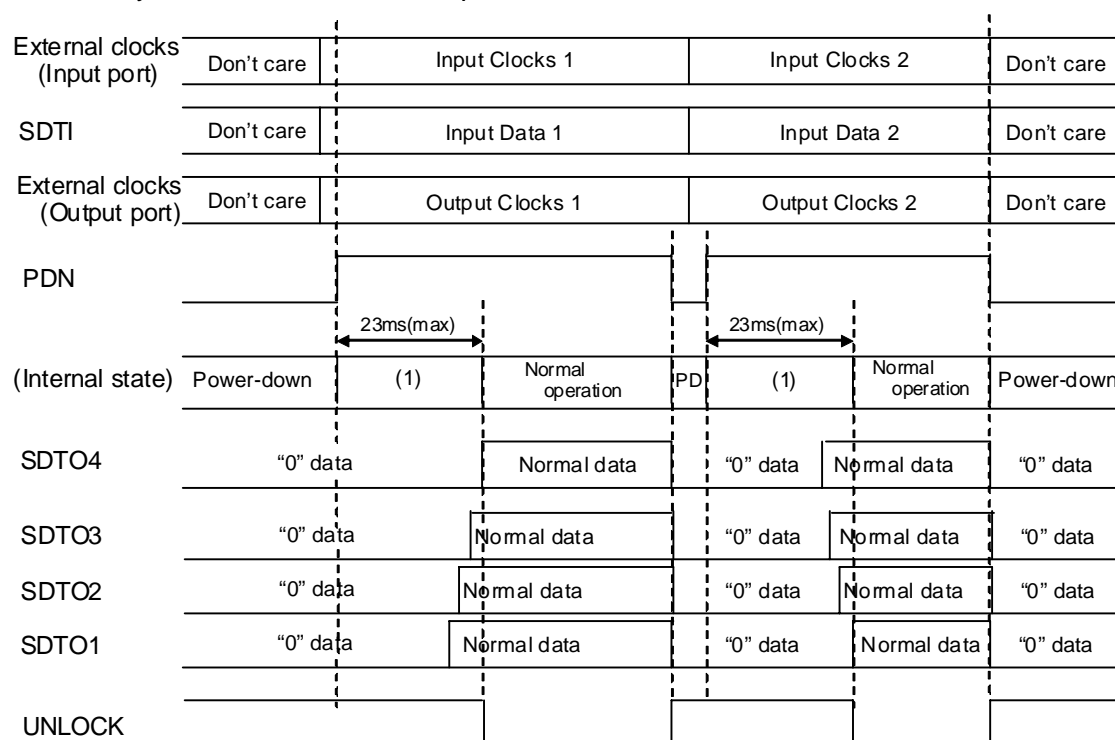 External clocks
(Input port)
Don't care
Input Clocks 1
Input Clocks 2
Don't care
SDTI
Don't care
Input Data 1
Input Data 2
Don't care
External clocks
(Output port)
Don't care
Output Clocks 1
Output Clocks 2
Don't care
PDN
23ms(max)
23ms(max)
(Internal state)
Power-down
(1)
Normal
operation
PD
(1)
Normal
operation
Power-down
SDTO4
“0” data
Normal data
“0” data
Normal data
“0” data
SDTO3
“0” data
Normal data
“0” data
Normal data
“0” data
SDTO2
“0” data
Normal data
“0” data
Normal data
“0” data
SDTO1
“0” data
Normal data
“0” data
Normal data
“0” data
UNLOCK